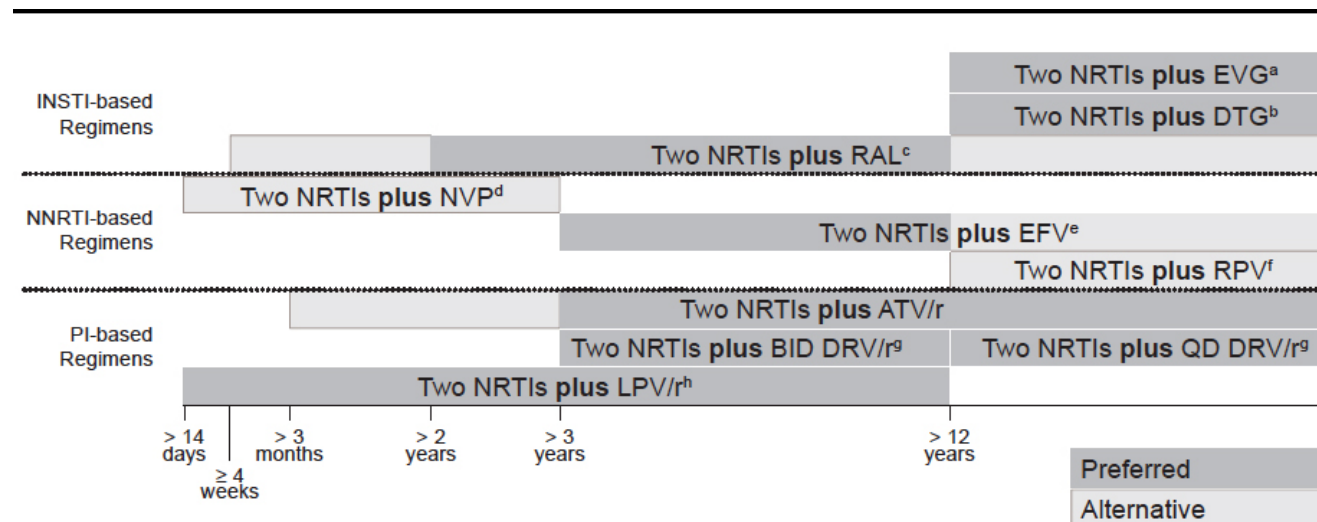 Two NRTIs plus EVGᵃ
INSTI-based
Regimens
Two NRTIs plus DTGᵇ
Two NRTIs plus RALᶜ
Two NRTIs plus NVPᵈ
NNRTI-based
Regimens
Two NRTIs plus EFVᵉ
Two NRTIs plus RPVᶠ
Two NRTIs plus ATV/r
PI-based
Regimens
Two NRTIs plus BID DRV/rᵍ
Two NRTIs plus QD DRV/rᵍ
Two NRTIs plus LPV/rʰ
> 14
days
≥ 4
weeks
> 3
months
> 2
years
> 3
years
> 12
years
Preferred
Alternative